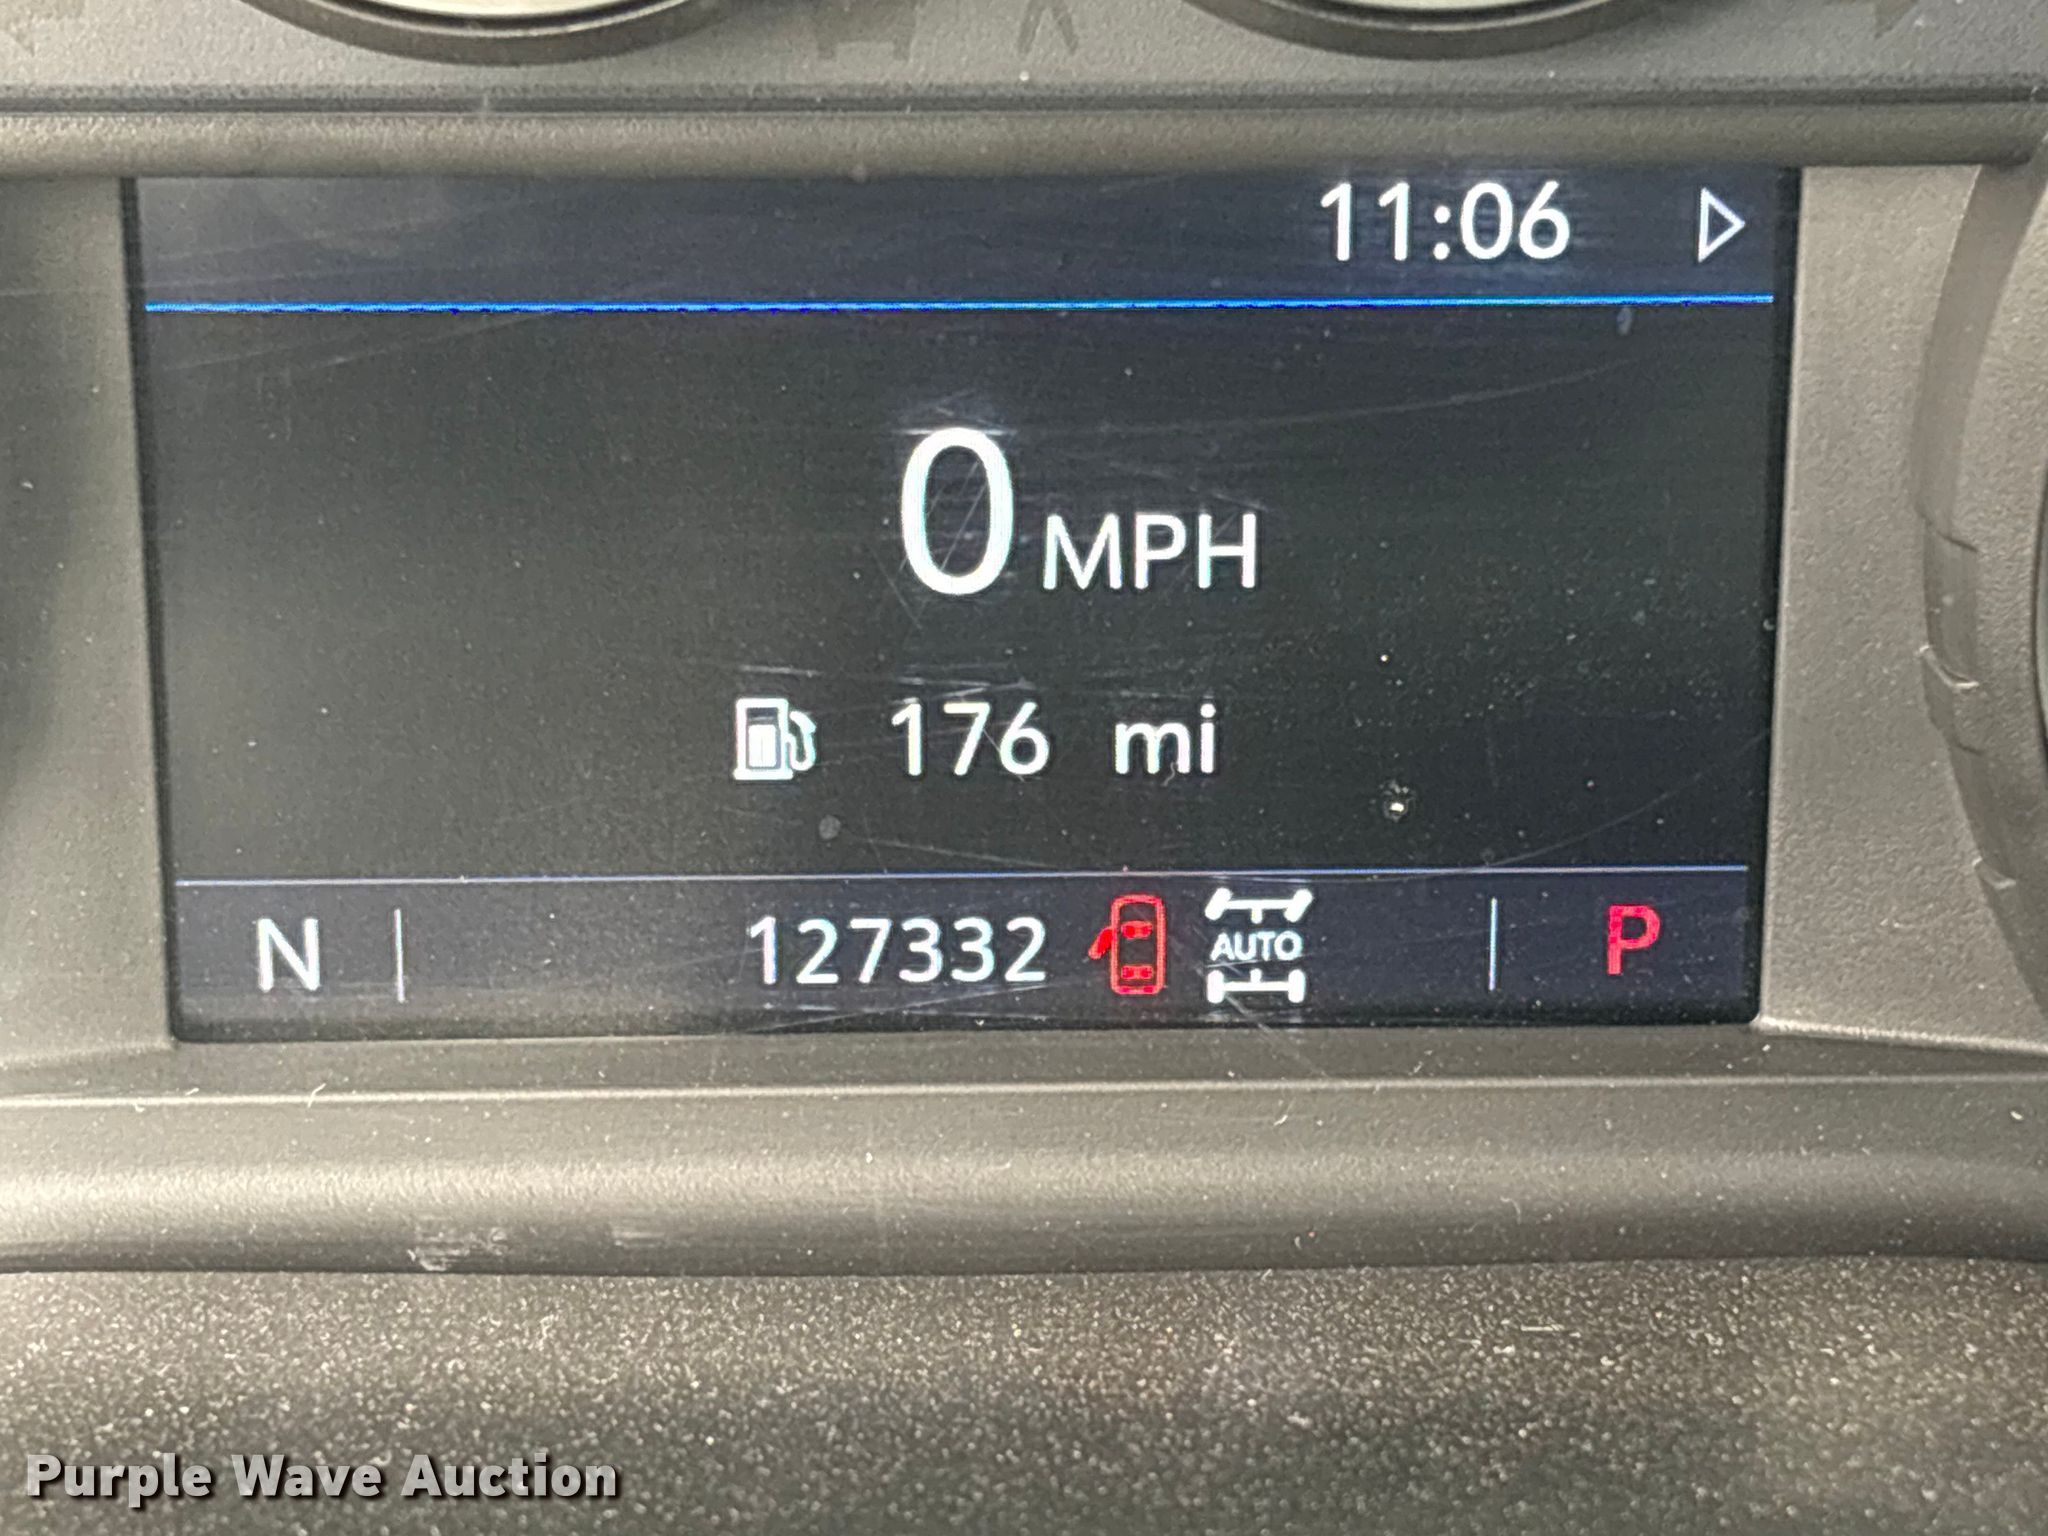 11:06
0 MPH
176 mi
N 127332 AUTO P
Purple Wave Auction